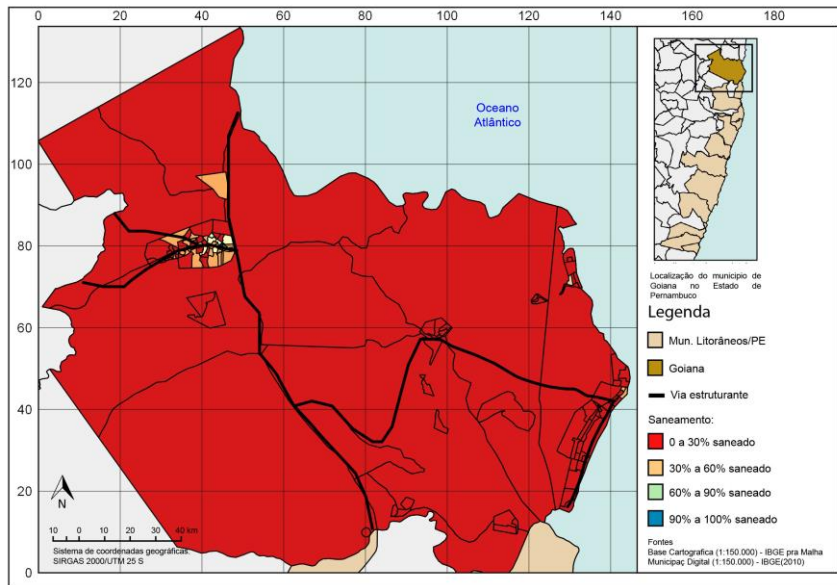 0 20 40 60 80 100 120 140 160 180
120
100
80
60
40
20
0
Oceano
Atlântico
10 0 10 20 30 40 km
Sistema de coordenadas geográficas:
SIRGAS 2000/UTM 25 S
Localização do municipio de
Goiana no Estado de
Pernambuco
Legenda
Mun. Litorâneos/PE
Goiana
Via estruturante
Saneamento:
0 a 30% saneado
30% a 60% saneado
60% a 90% saneado
90% a 100% saneado
Fontes
Base Cartografica (1:150.000) - IBGE pra Malha
Municipaç Digital (1:150.000) - IBGE(2010)